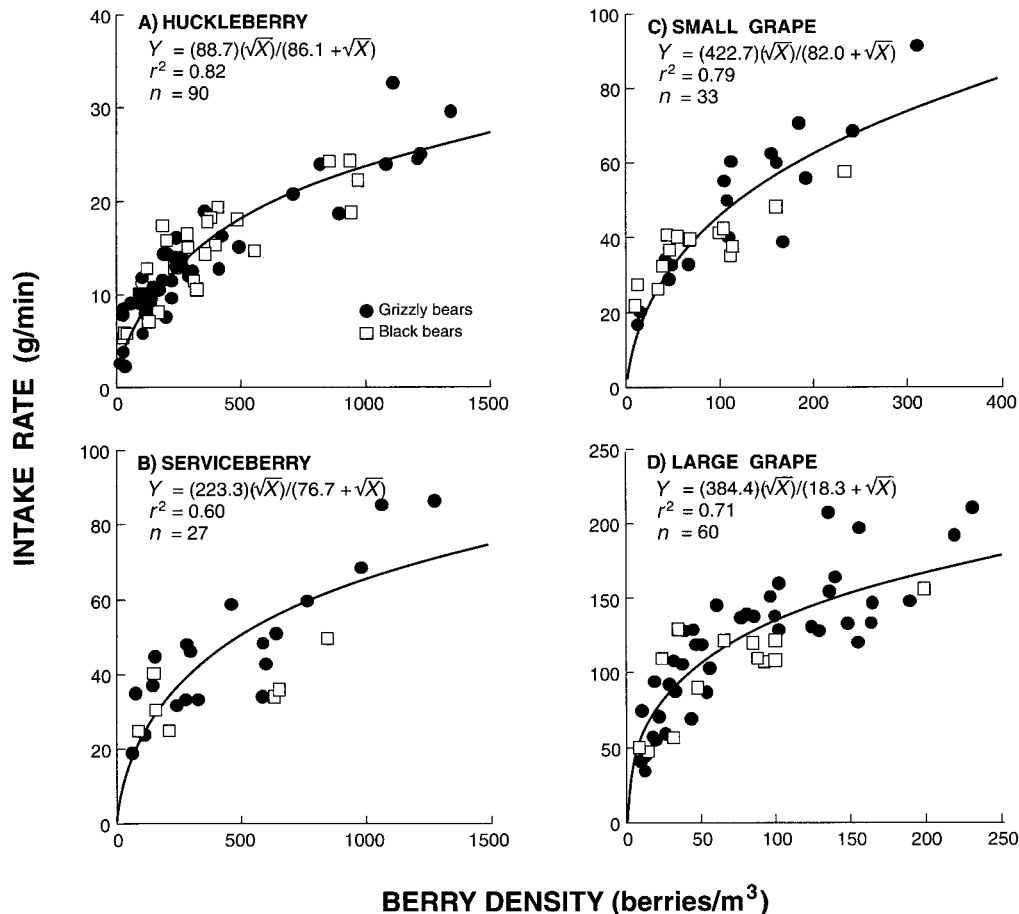 INTAKE RATE (g/min)
A) HUCKLEBERRY
Y = (88.7)(√X)/(86.1 + √X)
r² = 0.82
n = 90
40
30
20
10
0
0 500 1000 1500
● Grizzly bears
□ Black bears
C) SMALL GRAPE
Y = (422.7)(√X)/(82.0 + √X)
r² = 0.79
n = 33
100
80
60
40
20
0
0 100 200 300 400
B) SERVICEBERRY
Y = (223.3)(√X)/(76.7 + √X)
r² = 0.60
n = 27
100
80
60
40
20
0
0 500 1000 1500
D) LARGE GRAPE
Y = (384.4)(√X)/(18.3 + √X)
r² = 0.71
n = 60
250
200
150
100
50
0
0 50 100 150 200 250
BERRY DENSITY (berries/m³)